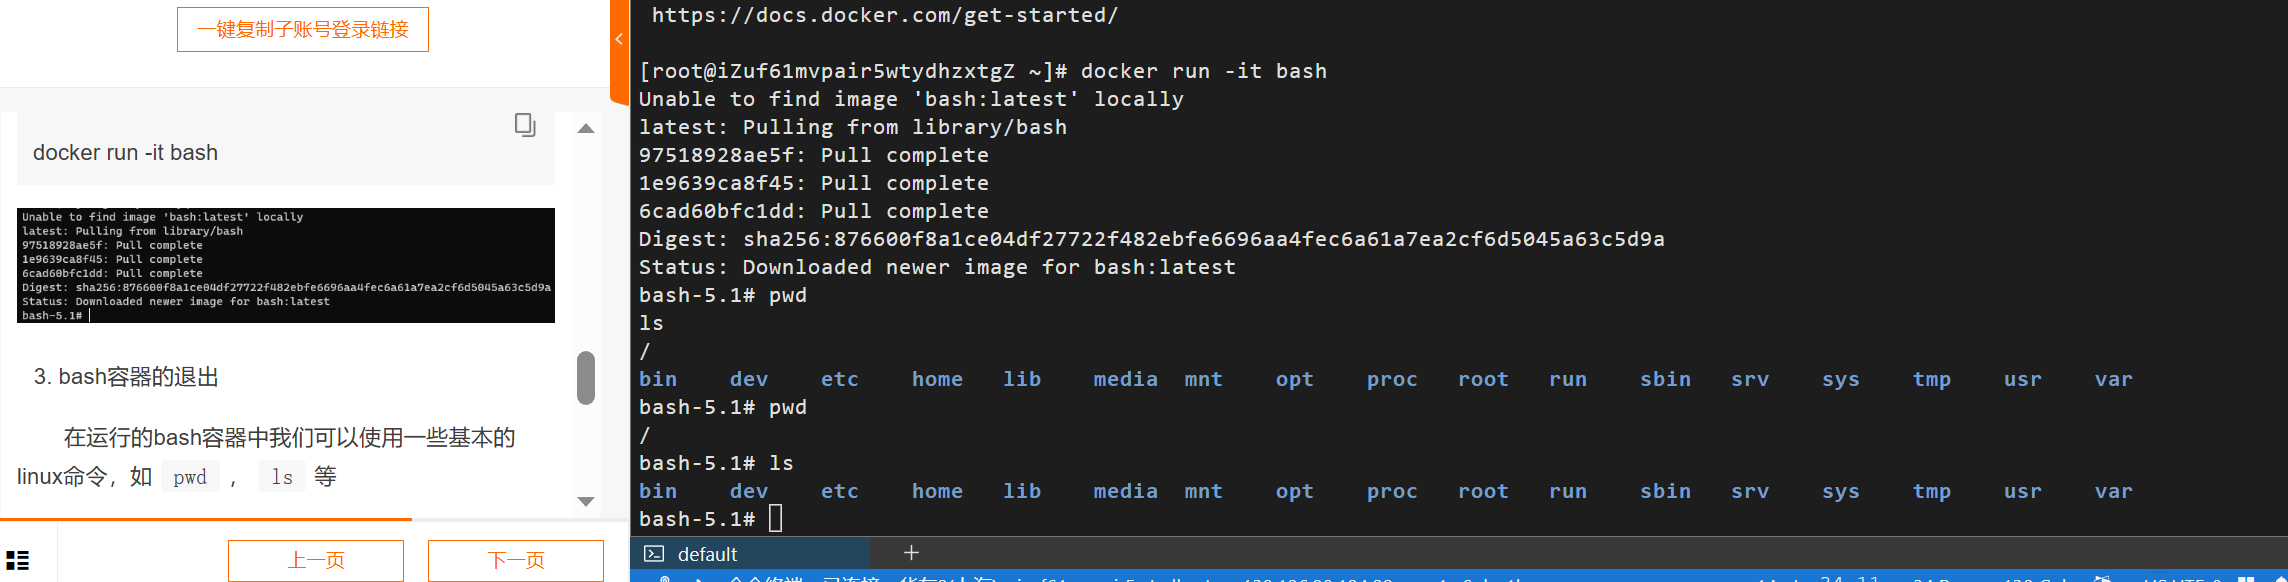 一键复制子账号登录链接
docker run -it bash
Unable to find image 'bash:latest' locally
latest: Pulling from library/bash
97518928ae5f: Pull complete
1e9639ca8f45: Pull complete
6cad60bfc1dd: Pull complete
Digest: sha256:876600f8a1ce04df27722f482ebfe6696aa4fec6a61a7ea2cf6d5045a63c5d9a
Status: Downloaded newer image for bash:latest
bash-5.1#
3. bash容器的退出
在运行的bash容器中我们可以使用一些基本的
linux命令，如 pwd ， ls 等
上一页 下一页
https://docs.docker.com/get-started/
[root@iZuf61mvpair5wtydhzxtgZ ~]# docker run -it bash
Unable to find image 'bash:latest' locally
latest: Pulling from library/bash
97518928ae5f: Pull complete
1e9639ca8f45: Pull complete
6cad60bfc1dd: Pull complete
Digest: sha256:876600f8a1ce04df27722f482ebfe6696aa4fec6a61a7ea2cf6d5045a63c5d9a
Status: Downloaded newer image for bash:latest
bash-5.1# pwd
ls
/
bin dev etc home lib media mnt opt proc root run sbin srv sys tmp usr var
bash-5.1# pwd
/
bash-5.1# ls
bin dev etc home lib media mnt opt proc root run sbin srv sys tmp usr var
bash-5.1#
default